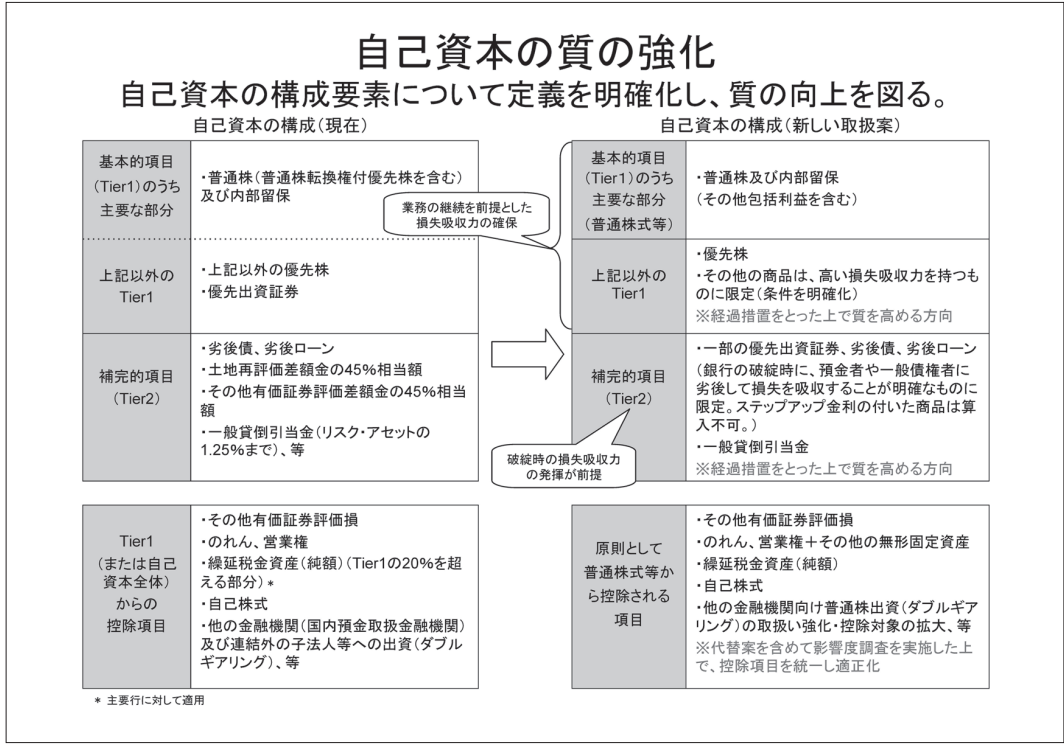 自己資本の質の強化
自己資本の構成要素について定義を明確化し、質の向上を図る。
自己資本の構成(現在)
基本的項目
(Tier1)のうち
主要な部分
・普通株(普通株転換権付優先株を含む)
及び内部留保
上記以外の
Tier1
・上記以外の優先株
・優先出資証券
補完的項目
(Tier2)
・劣後債、劣後ローン
・土地再評価差額金の45%相当額
・その他有価証券評価差額金の45%相当
額
・一般貸倒引当金(リスク・アセットの
1.25%まで)、等
Tier1
(または自己
資本全体)
からの
控除項目
・その他有価証券評価損
・のれん、営業権
・繰延税金資産(純額)(Tier1の20%を超
える部分)*
・自己株式
・他の金融機関(国内預金取扱金融機関)
及び連結外の子法人等への出資(ダブル
ギアリング)、等
* 主要行に対して適用
業務の継続を前提とした
損失吸収力の確保
破綻時の損失吸収力
の発揮が前提
自己資本の構成(新しい取扱案)
基本的項目
(Tier1)のうち
主要な部分
(普通株式等)
・普通株及び内部留保
(その他包括利益を含む)
上記以外の
Tier1
・優先株
・その他の商品は、高い損失吸収力を持つも
のに限定(条件を明確化)
※経過措置をとった上で質を高める方向
補完的項目
(Tier2)
・一部の優先出資証券、劣後債、劣後ローン
(銀行の破綻時に、預金者や一般債権者に
劣後して損失を吸収することが明確なものに
限定。ステップアップ金利の付いた商品は算
入不可。)
・一般貸倒引当金
※経過措置をとった上で質を高める方向
原則として
普通株式等か
ら控除される
項目
・その他有価証券評価損
・のれん、営業権+その他の無形固定資産
・繰延税金資産(純額)
・自己株式
・他の金融機関向け普通株出資(ダブルギア
リング)の取扱い強化・控除対象の拡大、等
※代替案を含めて影響度調査を実施した上
で、控除項目を統一し適正化